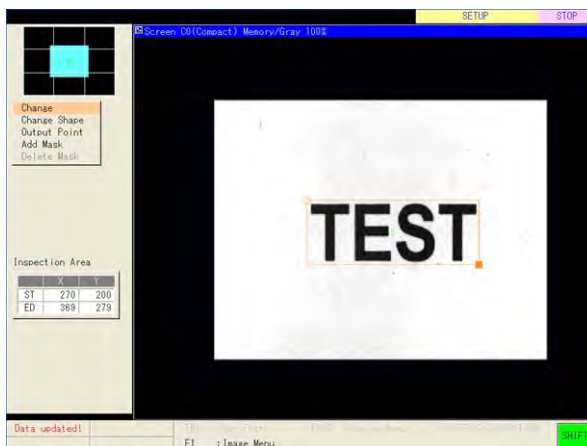 SETUP STOP
Screen C0(Compact) Memory/Gray 100%
Change
Change Shape
Output Point
Add Mask
Delete Mask
TEST
Inspection Area
X Y
ST 270 200
ED 369 279
Data updated!
F1 :Image Menu
SHIFT